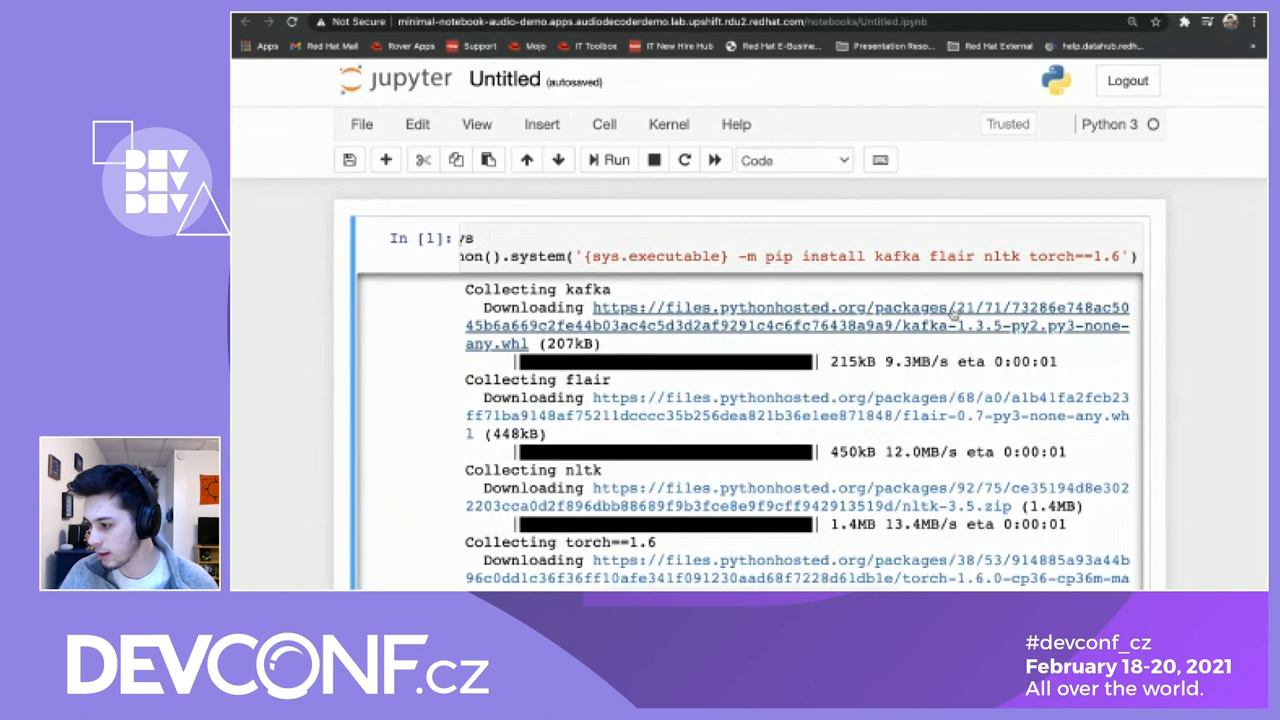 Not Secure | minimal-notebook-audio-demo.apps.audiodecoderdemo.lab.upshift.rdu2.redhat.com/notebooks/Untitled.ipynb
Apps Red Hat Mail Rover Apps Support Mojo IT Toolbox IT New Hire Hub Red Hat E-Busine... Presentation Reso... Red Hat External help.datahub.redh...
jupyter Untitled (autosaved) Logout
File Edit View Insert Cell Kernel Help Trusted Python 3
Run Code
DEV
DEV
DEV
In [1]: ys
on().system('{sys.executable} -m pip install kafka flair nltk torch==1.6')
Collecting kafka
Downloading https://files.pythonhosted.org/packages/21/71/73286e748ac50
45b6a669c2fe44b03ac4c5d3d2af9291c4c6fc76438a9a9/kafka-1.3.5-py2.py3-none-
any.whl (207kB)
215kB 9.3MB/s eta 0:00:01
Collecting flair
Downloading https://files.pythonhosted.org/packages/68/a0/a1b41fa2fcb23
ff71ba9148af75211dcccc35b256dea821b36e1ee871848/flair-0.7-py3-none-any.wh
l (448kB)
450kB 12.0MB/s eta 0:00:01
Collecting nltk
Downloading https://files.pythonhosted.org/packages/92/75/ce35194d8e302
2203cca0d2f896dbb88689f9b3fce8e9f9cff942913519d/nltk-3.5.zip (1.4MB)
1.4MB 13.4MB/s eta 0:00:01
Collecting torch==1.6
Downloading https://files.pythonhosted.org/packages/38/53/914885a93a44b
96c0dd1c36f36ff10afe341f091230aad68f7228d61db1e/torch-1.6.0-cp36-cp36m-ma
DEVCONF.cz
#devconf_cz
February 18-20, 2021
All over the world.